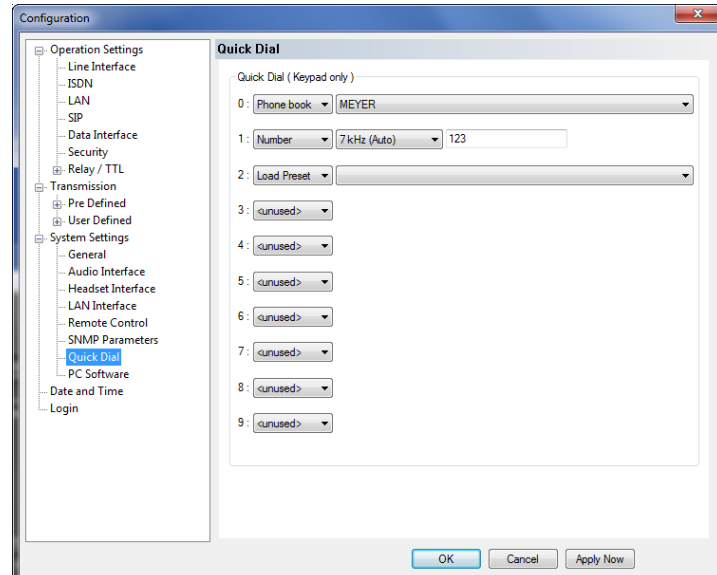 Configuration
Operation Settings
Line Interface
ISDN
LAN
SIP
Data Interface
Security
Relay / TTL
Transmission
Pre Defined
User Defined
System Settings
General
Audio Interface
Headset Interface
LAN Interface
Remote Control
SNMP Parameters
Quick Dial
PC Software
Date and Time
Login
Quick Dial
Quick Dial ( Keypad only )
0 : Phone book MEYER
1 : Number 7 kHz (Auto) 123
2 : Load Preset
3 : <unused>
4 : <unused>
5 : <unused>
6 : <unused>
7 : <unused>
8 : <unused>
9 : <unused>
OK Cancel Apply Now